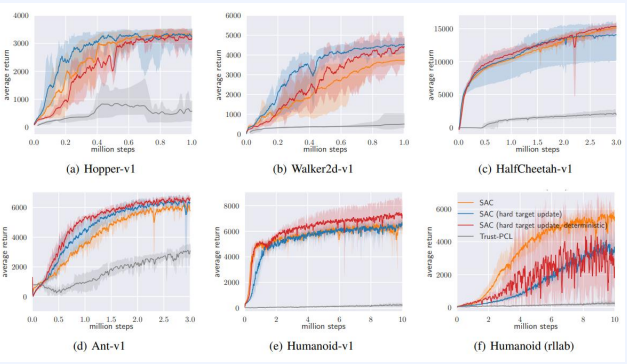 4000
3000
2000
1000
0
average return
0.0 0.2 0.4 0.6 0.8 1.0
million steps
(a) Hopper-v1
6000
5000
4000
3000
2000
1000
0
average return
0.0 0.2 0.4 0.6 0.8 1.0
million steps
(b) Walker2d-v1
15000
10000
5000
0
average return
0.0 0.5 1.0 1.5 2.0 2.5 3.0
million steps
(c) HalfCheetah-v1
6000
4000
2000
0
average return
0.0 0.5 1.0 1.5 2.0 2.5 3.0
million steps
(d) Ant-v1
8000
6000
4000
2000
0
average return
0 2 4 6 8 10
million steps
(e) Humanoid-v1
6000
4000
2000
0
average return
SAC
SAC (hard target update)
SAC (hard target update, deterministic)
Trust-PCL
0 2 4 6 8 10
million steps
(f) Humanoid (rllab)